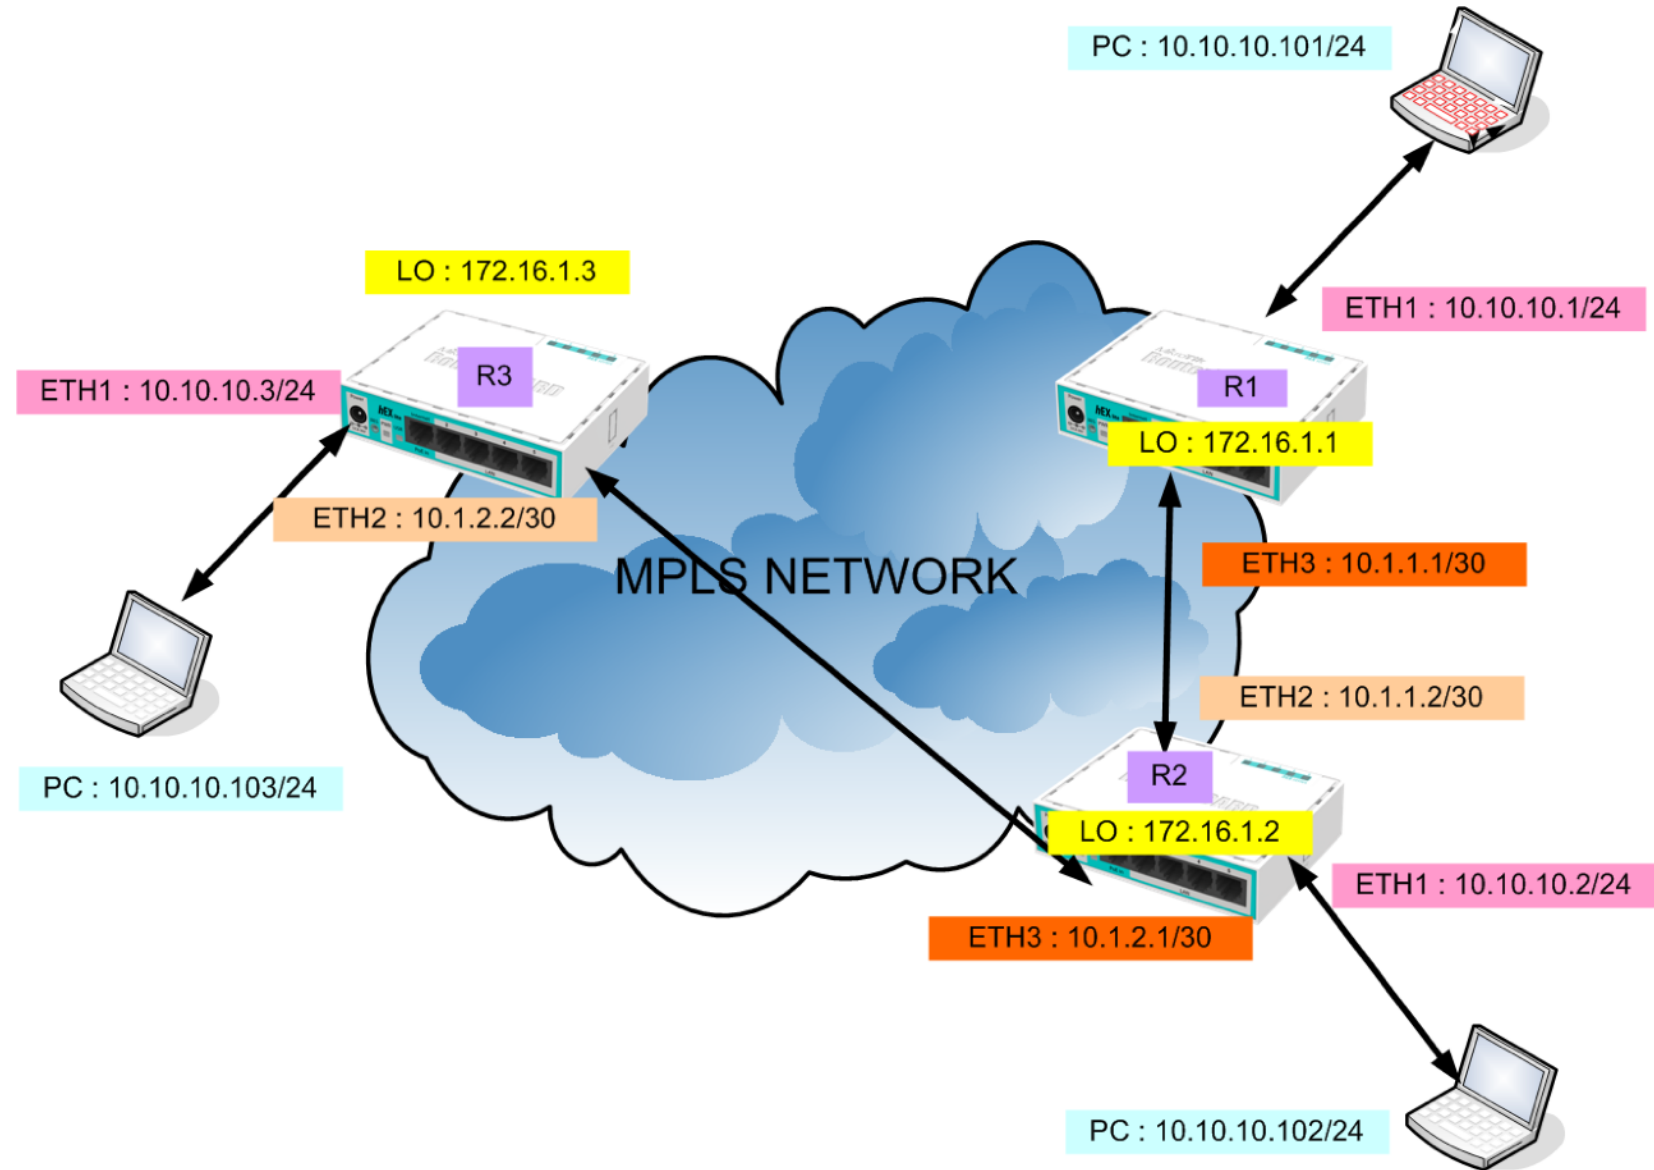 PC : 10.10.10.101/24
LO : 172.16.1.3
ETH1 : 10.10.10.1/24
R3
R1
ETH1 : 10.10.10.3/24
LO : 172.16.1.1
ETH2 : 10.1.2.2/30
MPLS NETWORK
ETH3 : 10.1.1.1/30
ETH2 : 10.1.1.2/30
R2
PC : 10.10.10.103/24
LO : 172.16.1.2
ETH1 : 10.10.10.2/24
ETH3 : 10.1.2.1/30
PC : 10.10.10.102/24